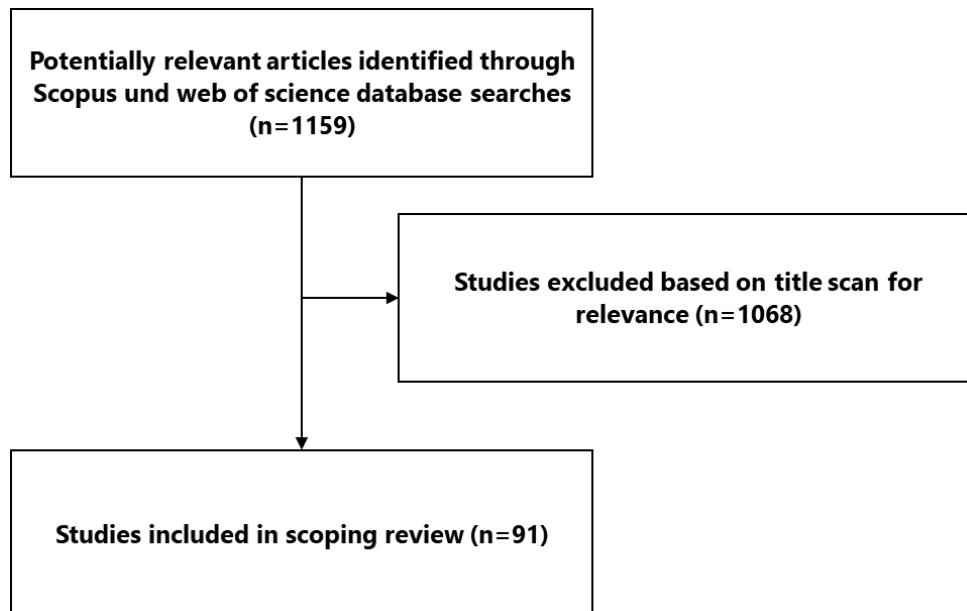 Potentially relevant articles identified through
Scopus und web of science database searches
(n=1159)
Studies excluded based on title scan for
relevance (n=1068)
Studies included in scoping review (n=91)